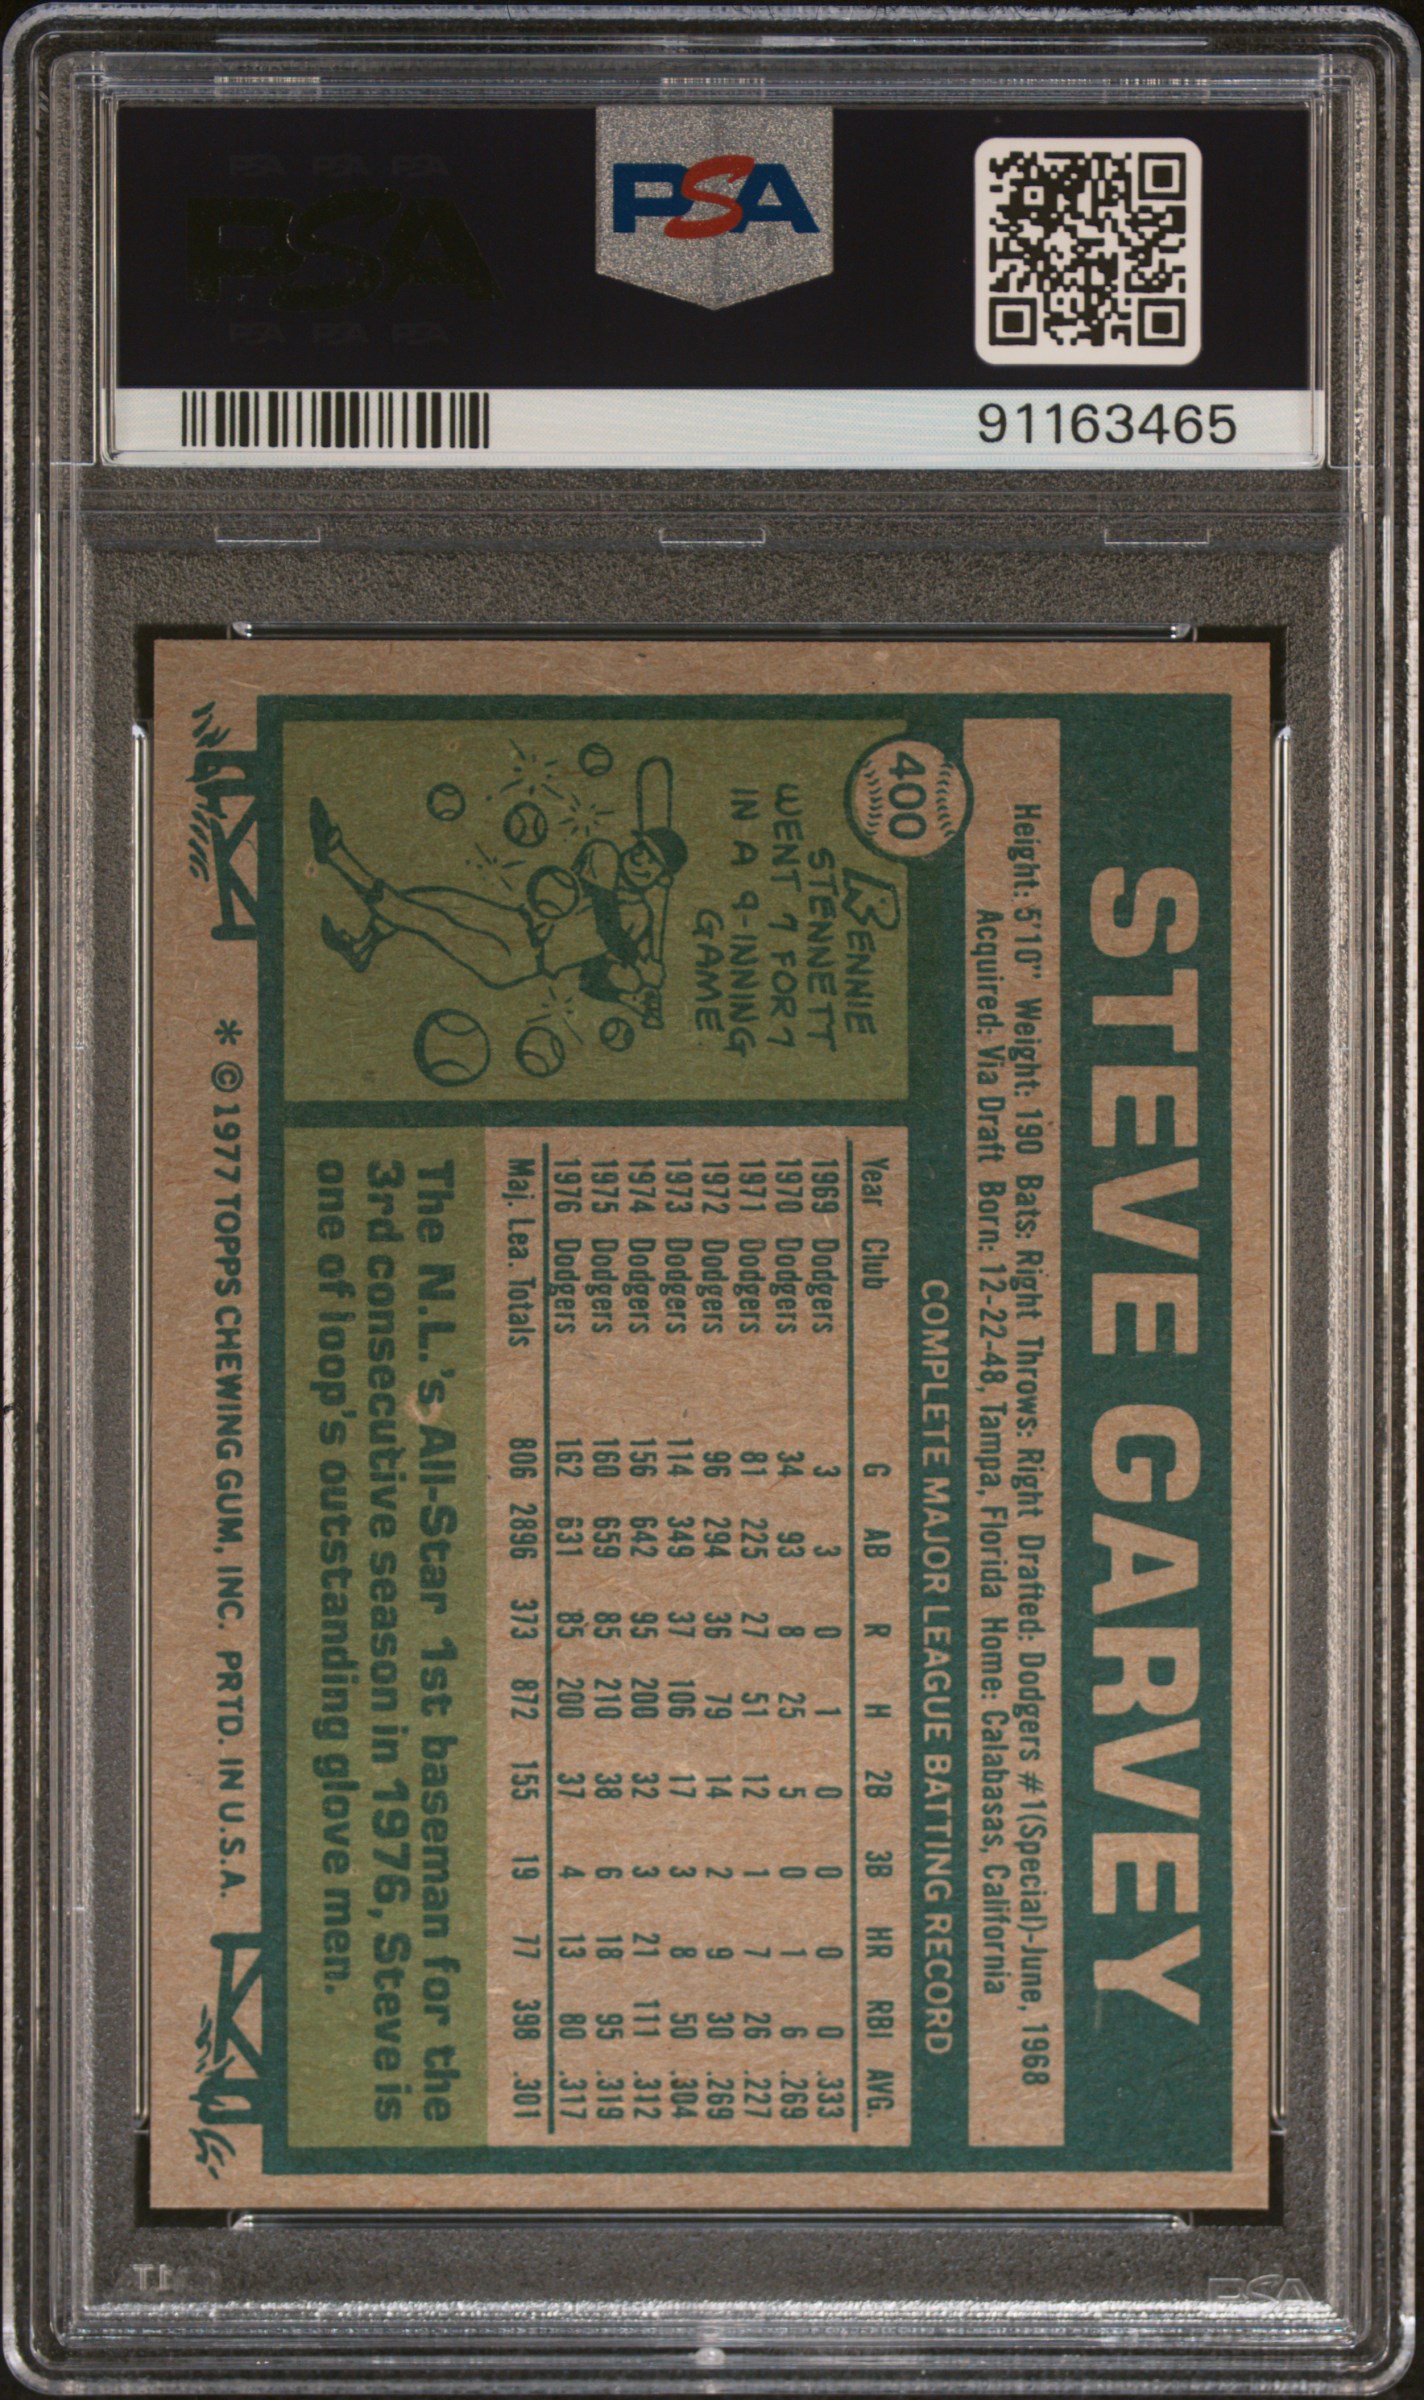 PSA PSA PSA
PSA
PSA PSA PSA
PSA
91163465
STEVE GARVEY
Height: 5'10" Weight: 190 Bats: Right Throws: Right Drafted: Dodgers #1(Special)-June, 1968
Acquired: Via Draft Born: 12-22-48, Tampa, Florida Home: Calabasas, California
400
COMPLETE MAJOR LEAGUE BATTING RECORD
RENNIE
STENNETT
WENT 7 FOR 7
IN A 9-INNING
GAME.
Year Club G AB R H 2B 3B HR RBI AVG.
1969 Dodgers 3 3 0 1 0 0 0 0 .333
1970 Dodgers 34 93 8 25 5 0 1 6 .269
1971 Dodgers 81 225 27 51 12 1 7 26 .227
1972 Dodgers 96 294 36 79 14 2 9 30 .269
1973 Dodgers 114 349 37 106 17 3 8 50 .304
1974 Dodgers 156 642 95 200 32 3 21 111 .312
1975 Dodgers 160 659 85 210 38 6 18 95 .319
1976 Dodgers 162 631 85 200 37 4 13 80 .317
Maj. Lea. Totals 806 2896 373 872 155 19 77 398 .301
The N.L.'s All-Star 1st baseman for the
3rd consecutive season in 1976, Steve is
one of loop's outstanding glove men.
* © 1977 TOPPS CHEWING GUM, INC. PRTD. IN U.S.A.
PSA